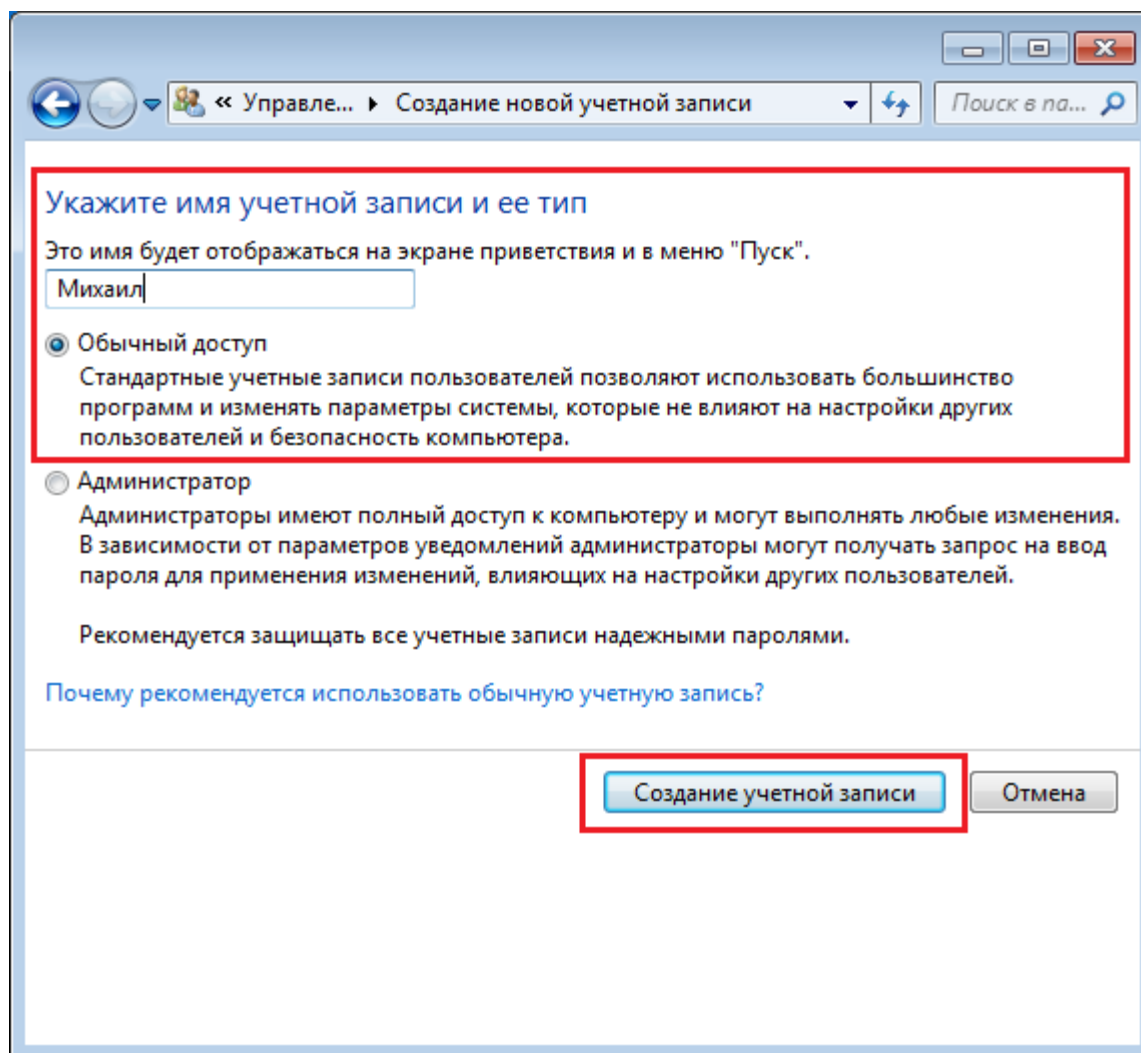 « Управле... Создание новой учетной записи
Поиск в па...
Укажите имя учетной записи и ее тип
Это имя будет отображаться на экране приветствия и в меню "Пуск".
Михаил
Обычный доступ
Стандартные учетные записи пользователей позволяют использовать большинство
программ и изменять параметры системы, которые не влияют на настройки других
пользователей и безопасность компьютера.
Администратор
Администраторы имеют полный доступ к компьютеру и могут выполнять любые изменения.
В зависимости от параметров уведомлений администраторы могут получать запрос на ввод
пароля для применения изменений, влияющих на настройки других пользователей.
Рекомендуется защищать все учетные записи надежными паролями.
Почему рекомендуется использовать обычную учетную запись?
Создание учетной записи
Отмена